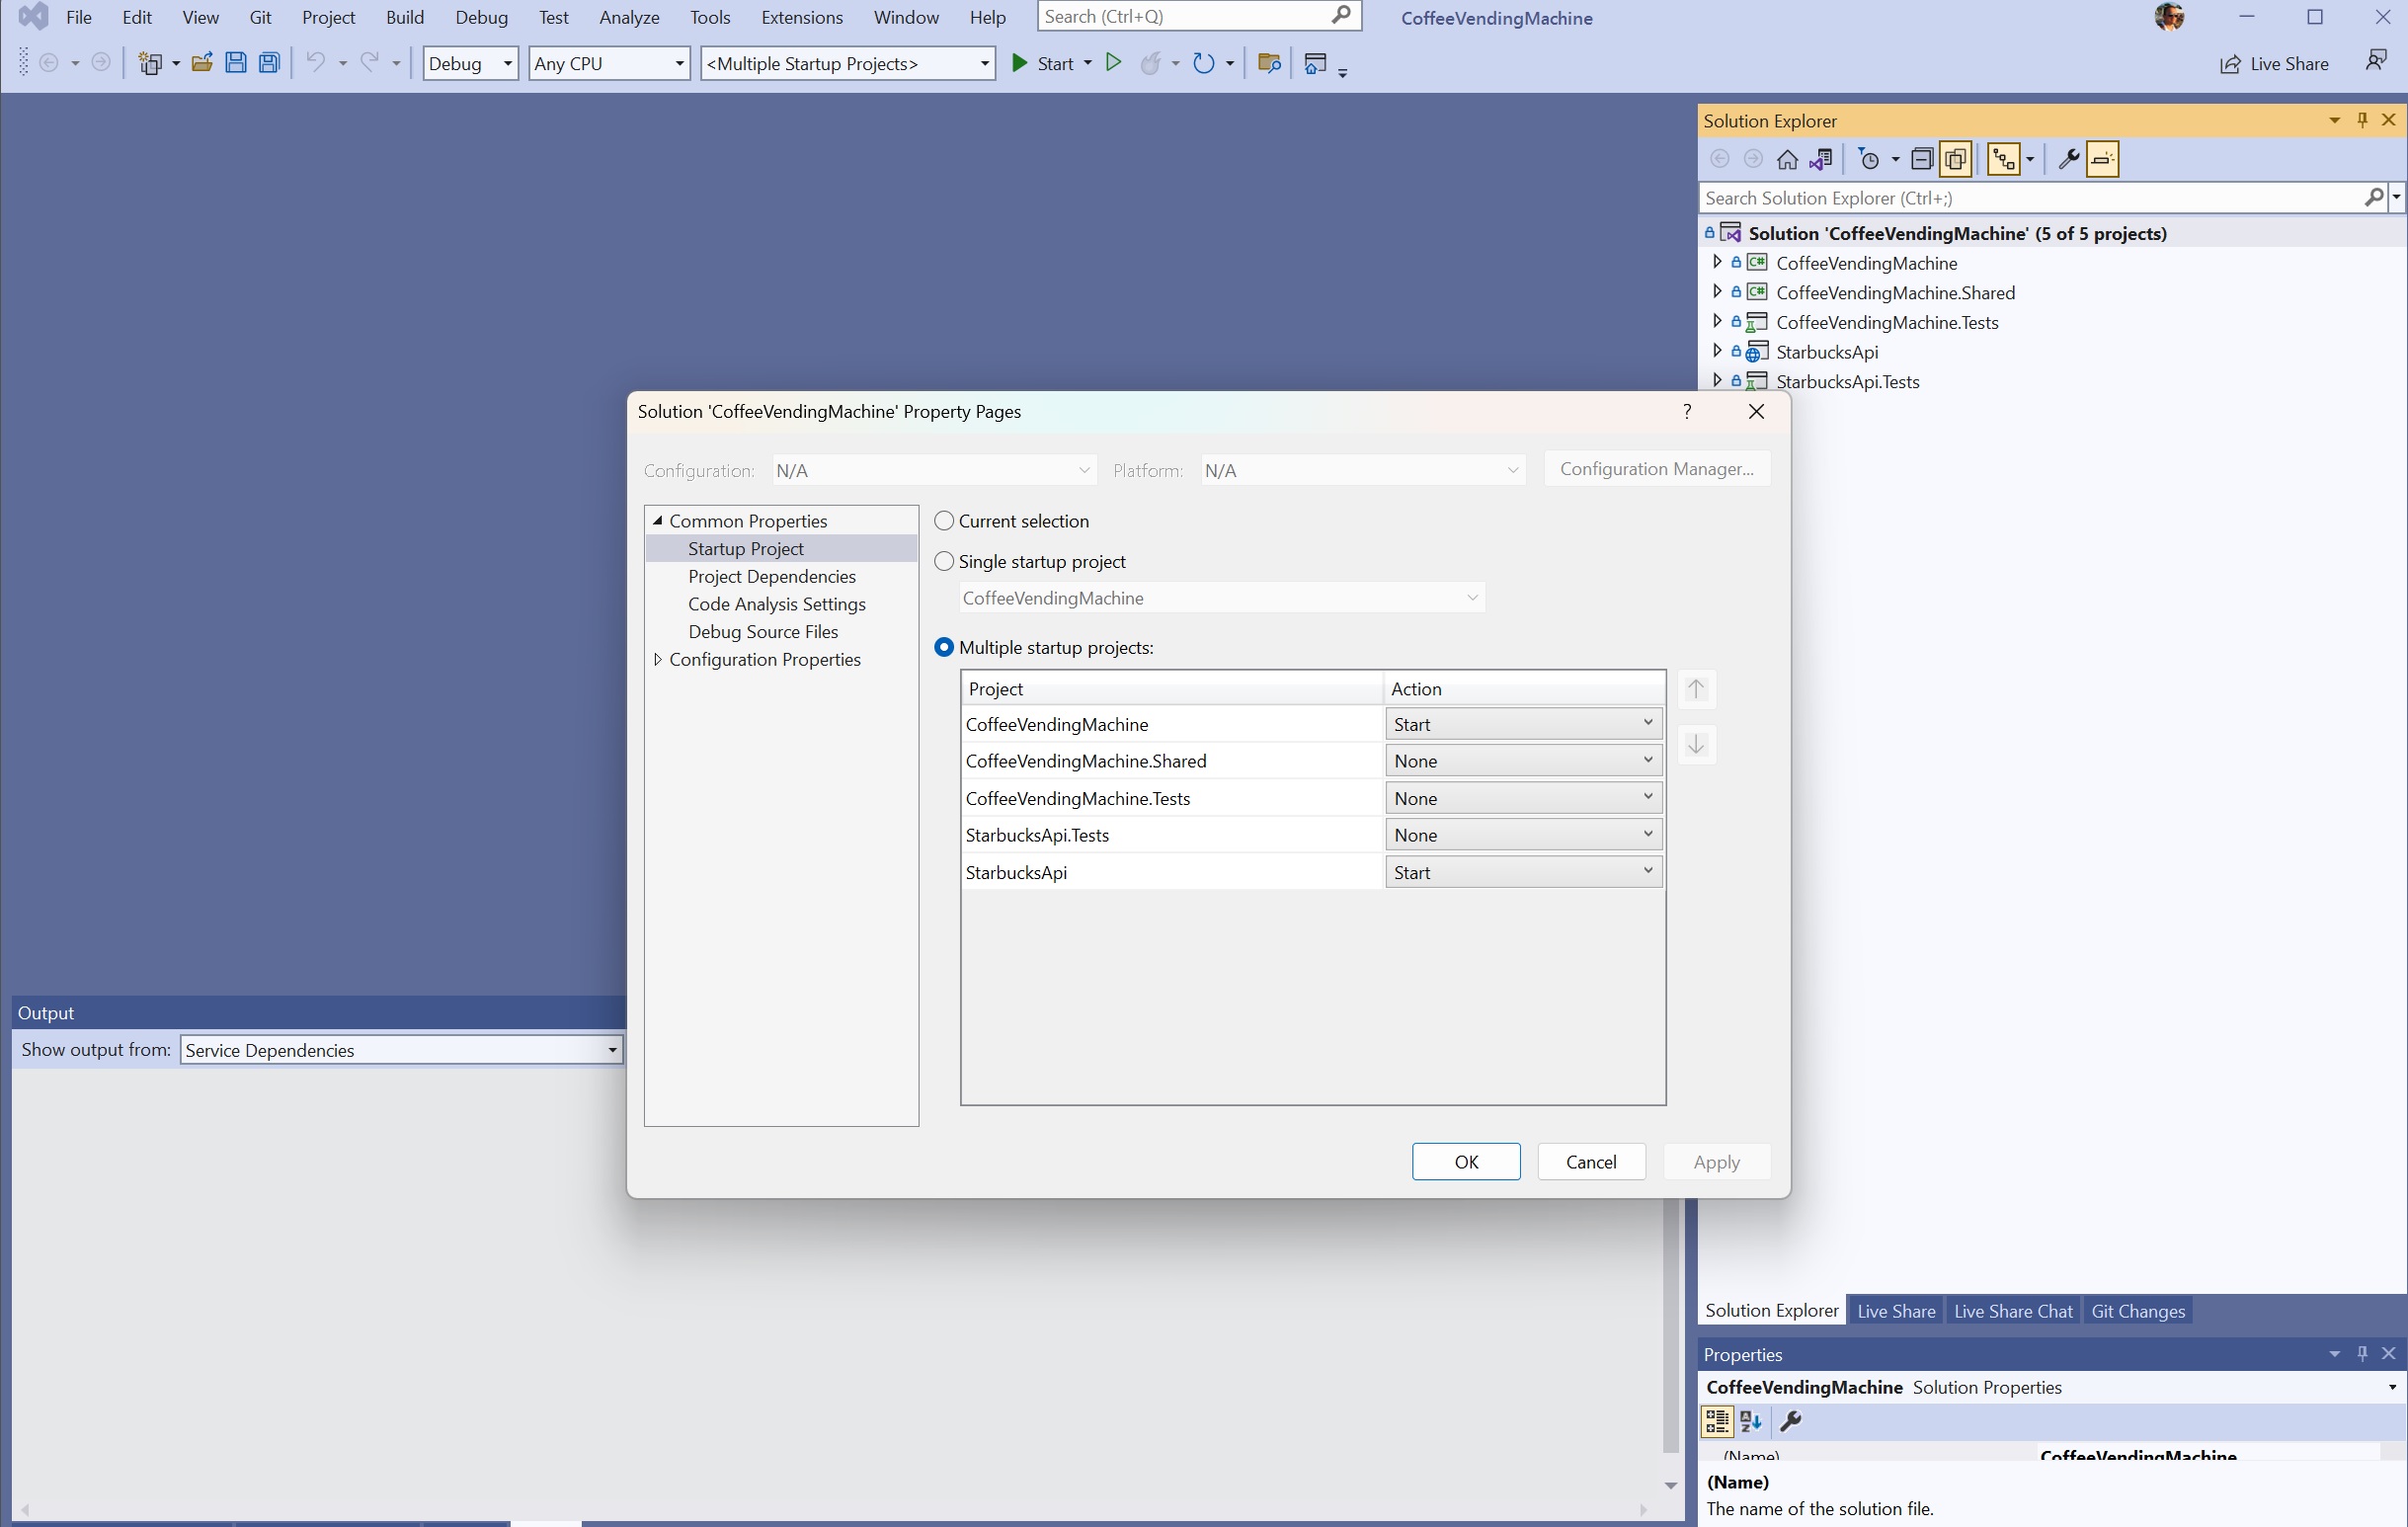 File Edit View Git Project Build Debug Test Analyze Tools Extensions Window Help Search (Ctrl+Q) CoffeeVendingMachine
Debug Any CPU <Multiple Startup Projects> Start Live Share
Solution Explorer
Search Solution Explorer (Ctrl+;)
Solution 'CoffeeVendingMachine' (5 of 5 projects)
C# CoffeeVendingMachine
C# CoffeeVendingMachine.Shared
CoffeeVendingMachine.Tests
StarbucksApi
StarbucksApi.Tests
Solution 'CoffeeVendingMachine' Property Pages ?
Configuration: N/A Platform: N/A Configuration Manager...
Common Properties
Startup Project
Project Dependencies
Code Analysis Settings
Debug Source Files
Configuration Properties
Current selection
Single startup project
CoffeeVendingMachine
Multiple startup projects:
Project Action
CoffeeVendingMachine Start
CoffeeVendingMachine.Shared None
CoffeeVendingMachine.Tests None
StarbucksApi.Tests None
StarbucksApi Start
OK Cancel Apply
Output
Show output from: Service Dependencies
Solution Explorer Live Share Live Share Chat Git Changes
Properties
CoffeeVendingMachine Solution Properties
(Name) CoffeeVendingMachine
(Name)
The name of the solution file.